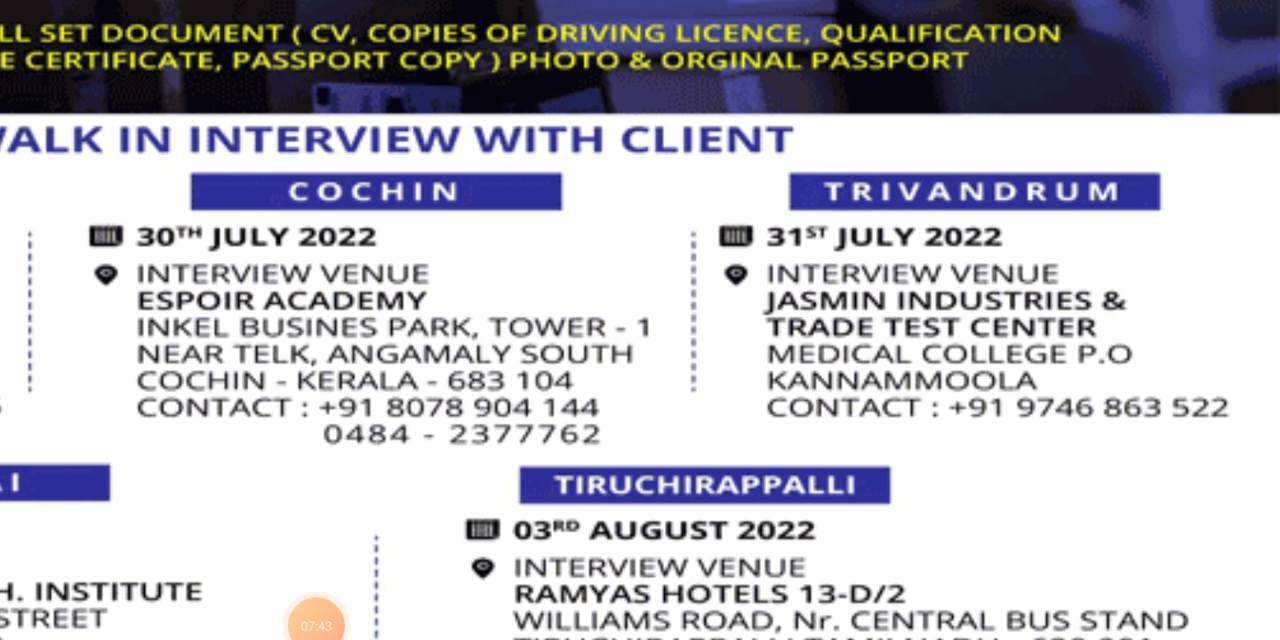 LL SET DOCUMENT ( CV, COPIES OF DRIVING LICENCE, QUALIFICATION
E CERTIFICATE, PASSPORT COPY ) PHOTO & ORGINAL PASSPORT
WALK IN INTERVIEW WITH CLIENT
COCHIN
30TH JULY 2022
INTERVIEW VENUE
ESPOIR ACADEMY
INKEL BUSINES PARK, TOWER - 1
NEAR TELK, ANGAMALY SOUTH
COCHIN - KERALA - 683 104
CONTACT : +91 8078 904 144
0484 - 2377762
TRIVANDRUM
31ST JULY 2022
INTERVIEW VENUE
JASMIN INDUSTRIES &
TRADE TEST CENTER
MEDICAL COLLEGE P.O
KANNAMMOOLA
CONTACT : +91 9746 863 522
I
H. INSTITUTE
STREET
TIRUCHIRAPPALLI
03RD AUGUST 2022
INTERVIEW VENUE
RAMYAS HOTELS 13-D/2
WILLIAMS ROAD, Nr. CENTRAL BUS STAND
07:43